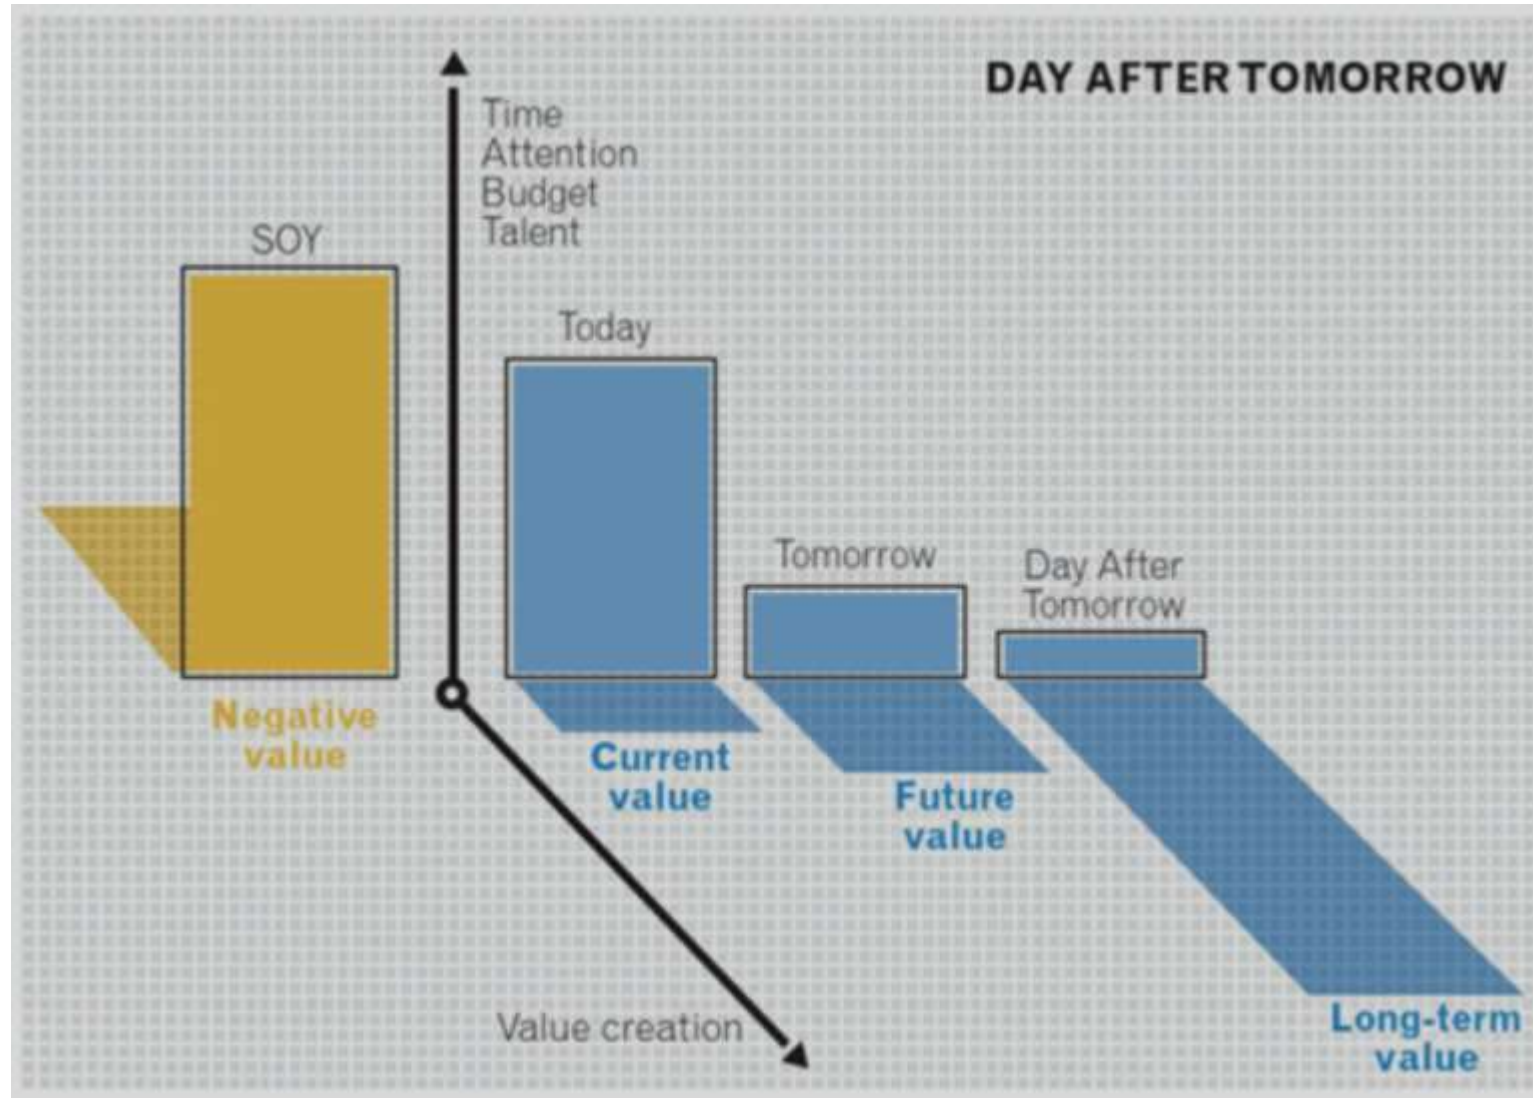 DAY AFTER TOMORROW
Time
Attention
Budget
Talent
SOY
Today
Tomorrow
Day After
Tomorrow
Negative
value
Current
value
Future
value
Value creation
Long-term
value